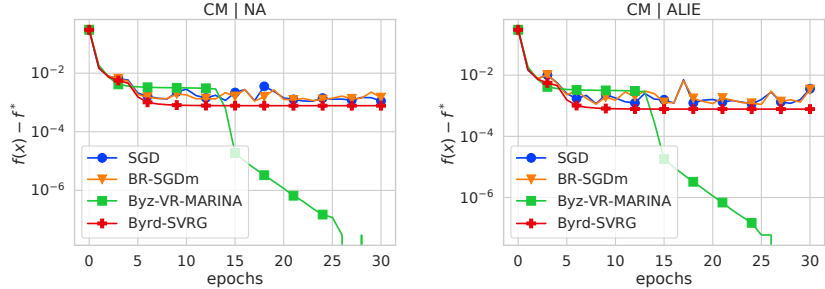 CM | NA
f(x) − f*
10⁻²
10⁻⁴
10⁻⁶
SGD
BR-SGDm
Byz-VR-MARINA
Byrd-SVRG
0 5 10 15 20 25 30
epochs
CM | ALIE
f(x) − f*
10⁻²
10⁻⁴
10⁻⁶
SGD
BR-SGDm
Byz-VR-MARINA
Byrd-SVRG
0 5 10 15 20 25 30
epochs